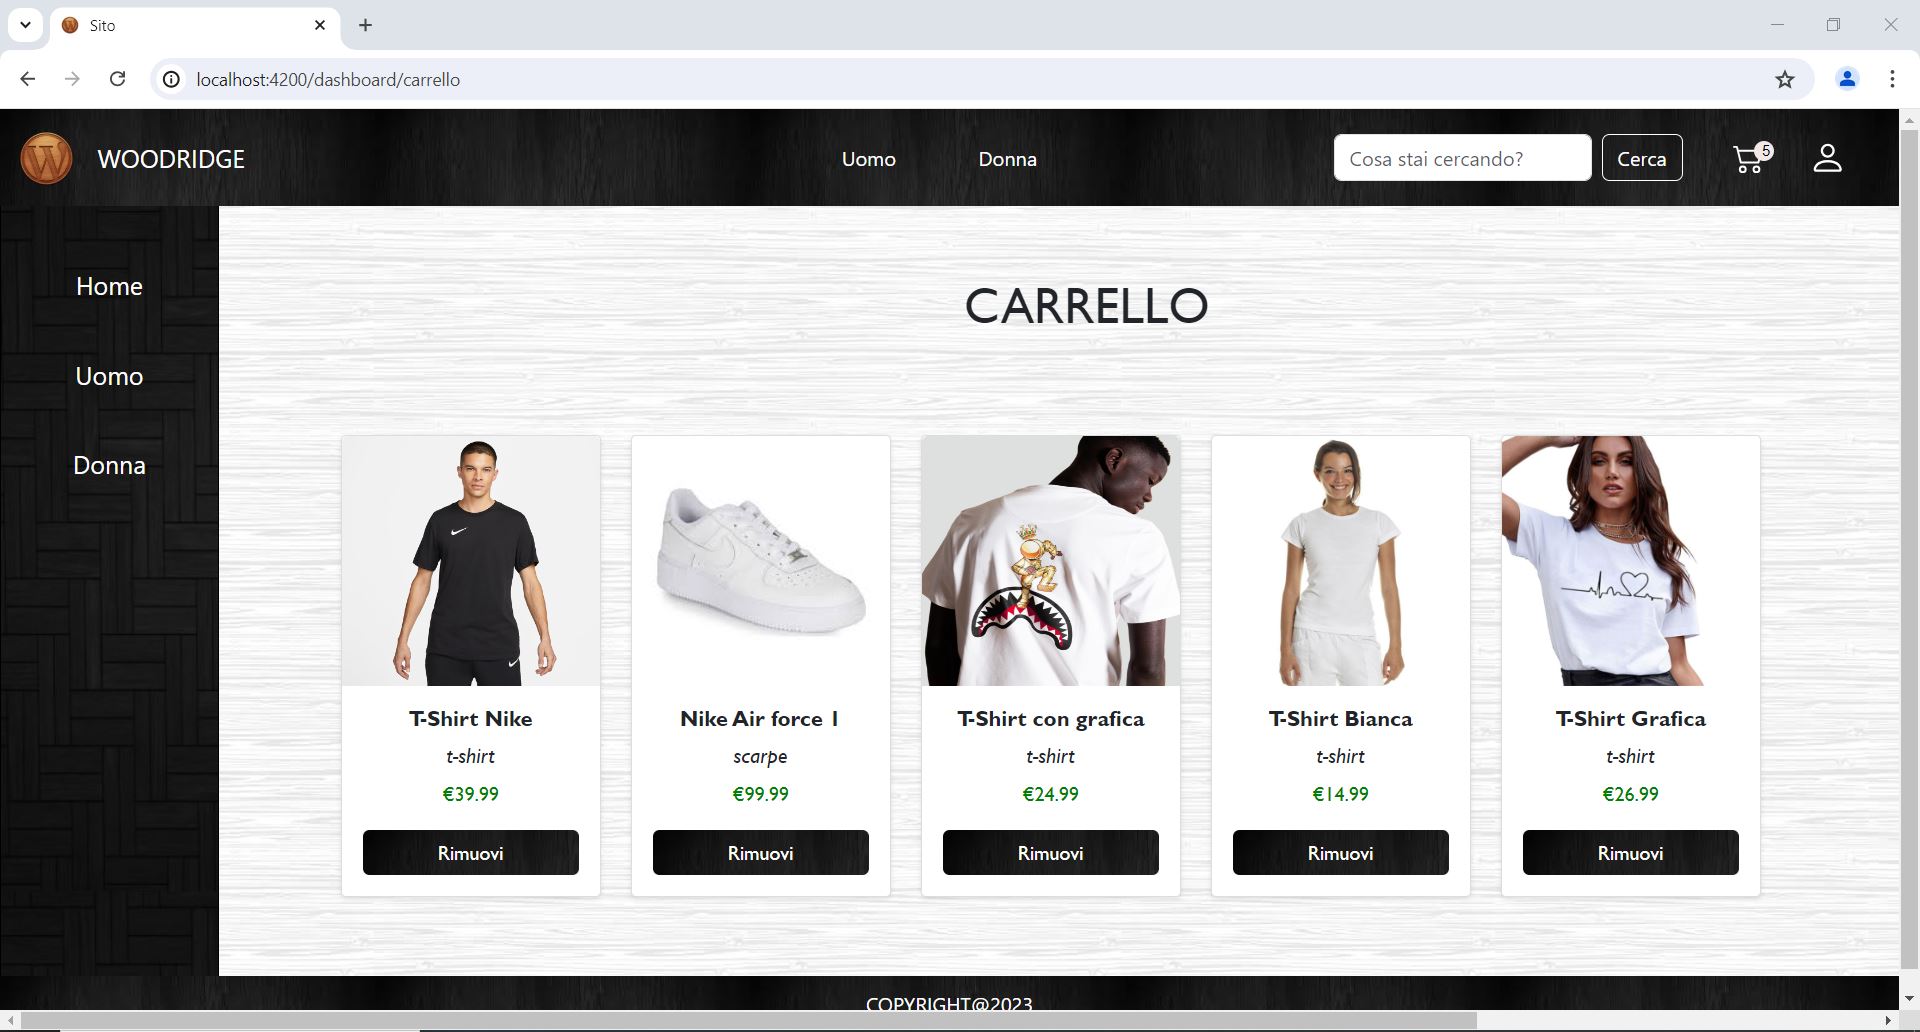 Sito
localhost:4200/dashboard/carrello
W WOODRIDGE Uomo Donna Cosa stai cercando? Cerca 5
Home
CARRELLO
Uomo
Donna
T-Shirt Nike Nike Air force 1 T-Shirt con grafica T-Shirt Bianca T-Shirt Grafica
t-shirt scarpe t-shirt t-shirt t-shirt
€39.99 €99.99 €24.99 €14.99 €26.99
Rimuovi Rimuovi Rimuovi Rimuovi Rimuovi
COPYRIGHT@2023